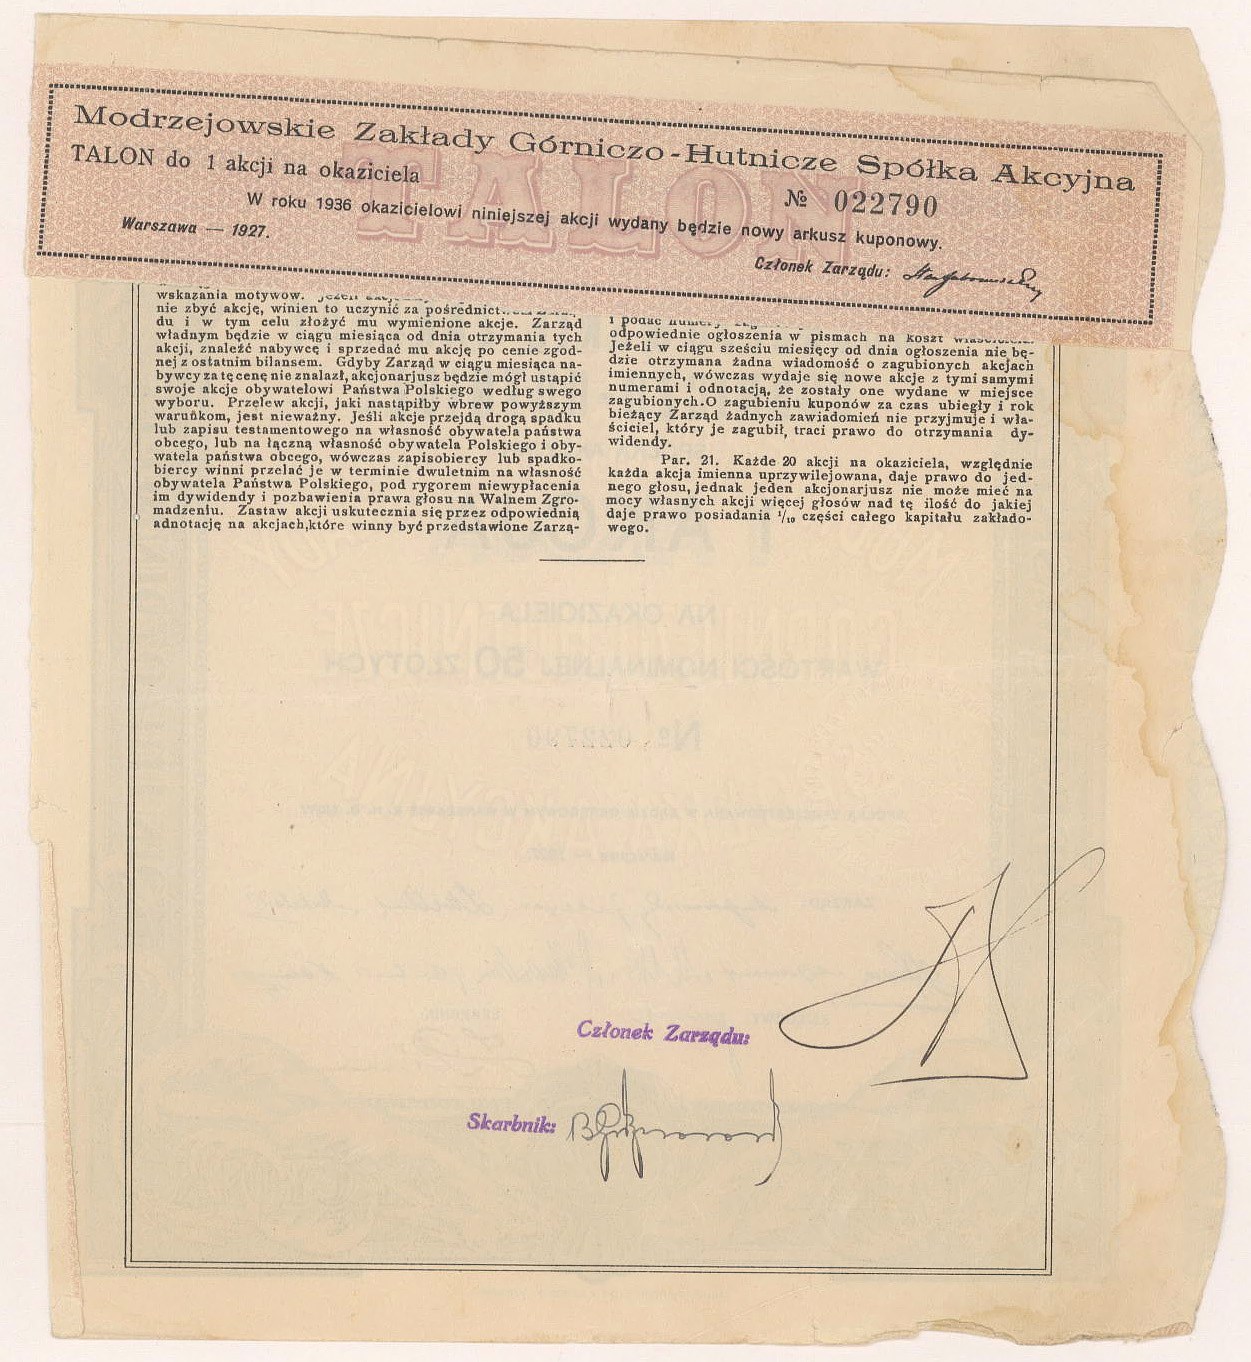 Modrzejowskie Zakłady Górniczo-Hutnicze Spółka Akcyjna
TALON do 1 akcji na okaziciela
№ 022790
W roku 1936 okazicielowi niniejszej akcji wydany będzie nowy arkusz kuponowy.
Warszawa — 1927.
Członek Zarządu:
TALON
wskazania motywów.
nie zbyć akcję, winien to uczynić za
du i w tym celu złożyć mu wymienione akcje. Zarząd
władnym będzie w ciągu miesiąca od dnia otrzymania tych
akcji, znaleźć nabywcę i sprzedać mu akcję po cenie zgod-
nej z ostatnim bilansem. Gdyby Zarząd w ciągu miesiąca na-
bywcy za tę cenę nie znalazł, akcjonarjusz będzie mógł ustąpić
swoje akcje obywatelowi Państwa Polskiego według swego
wyboru. Przelew akcji, jaki nastąpiłby wbrew powyższym
warunkom, jest nieważny. Jeśli akcje przejdą drogą spadku
lub zapisu testamentowego na własność obywatela państwa
obcego, lub na łączną własność obywatela Polskiego i oby-
watela państwa obcego, wówczas zapisobiercy lub spadko-
biercy winni przelać je w terminie dwuletnim na własność
obywatela Państwa Polskiego, pod rygorem niewypłacenia
im dywidendy i pozbawienia prawa głosu na Walnem Zgro-
madzeniu. Zastaw akcji uskutecznia się przez odpowiednią
adnotację na akcjach,które winny być przedstawione Zarzą-
i podać numery
odpowiednie ogłoszenia w pismach na koszt
Jeżeli w ciągu sześciu miesięcy od dnia ogłoszenia nie bę-
dzie otrzymana żadna wiadomość o zagubionych akcjach
imiennych, wówczas wydaje się nowe akcje z tymi samymi
numerami i odnotacją, że zostały one wydane w miejsce
zagubionych.O zagubieniu kuponów za czas ubiegły i rok
bieżący Zarząd żadnych zawiadomień nie przyjmuje i wła-
ściciel, który je zagubił, traci prawo do otrzymania dy-
widendy.
Par. 21. Każde 20 akcji na okaziciela, względnie
każda akcja imienna uprzywilejowana, daje prawo do jed-
nego głosu, jednak jeden akcjonarjusz nie może mieć na
mocy własnych akcji więcej głosów nad tę ilość do jakiej
daje prawo posiadania 1/10 części całego kapitału zakłado-
wego.
Członek Zarządu:
Skarbnik: